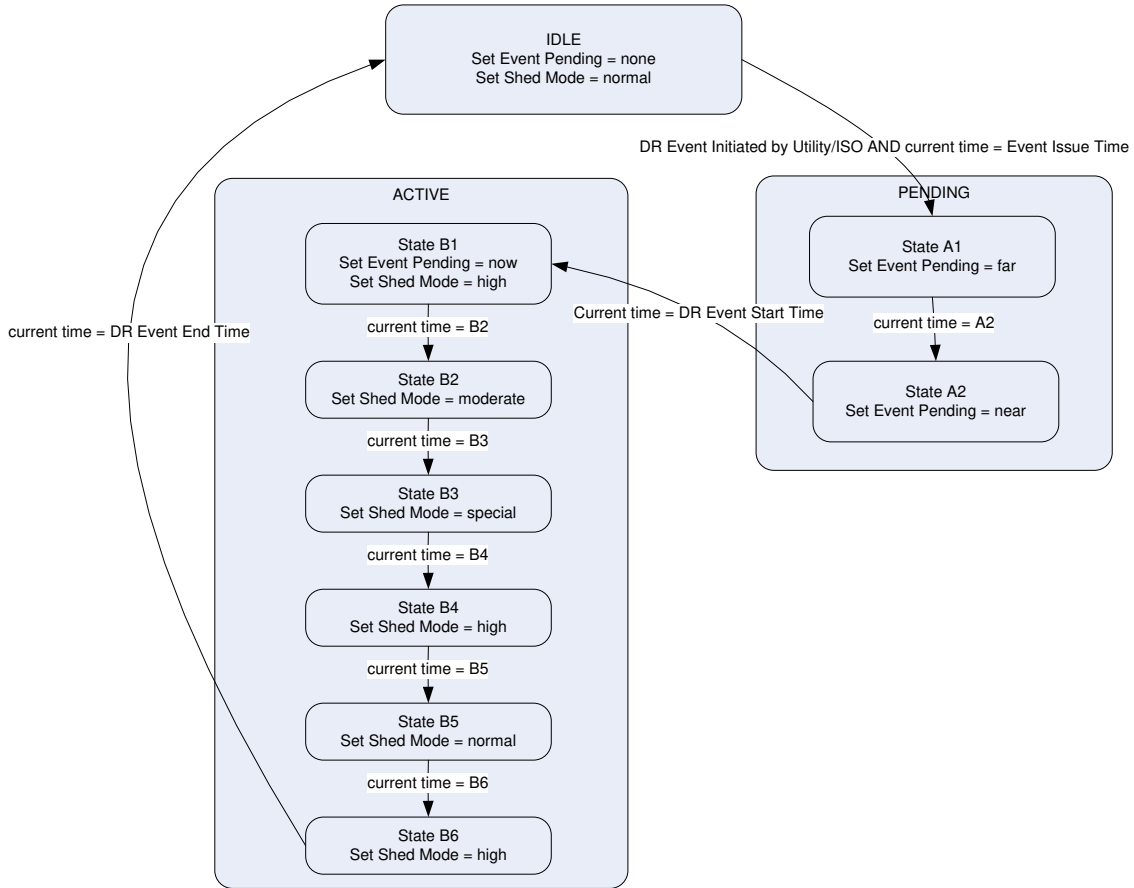 IDLE
Set Event Pending = none
Set Shed Mode = normal
DR Event Initiated by Utility/ISO AND current time = Event Issue Time
PENDING
State A1
Set Event Pending = far
current time = A2
State A2
Set Event Pending = near
Current time = DR Event Start Time
ACTIVE
State B1
Set Event Pending = now
Set Shed Mode = high
current time = B2
State B2
Set Shed Mode = moderate
current time = B3
State B3
Set Shed Mode = special
current time = B4
State B4
Set Shed Mode = high
current time = B5
State B5
Set Shed Mode = normal
current time = B6
State B6
Set Shed Mode = high
current time = DR Event End Time